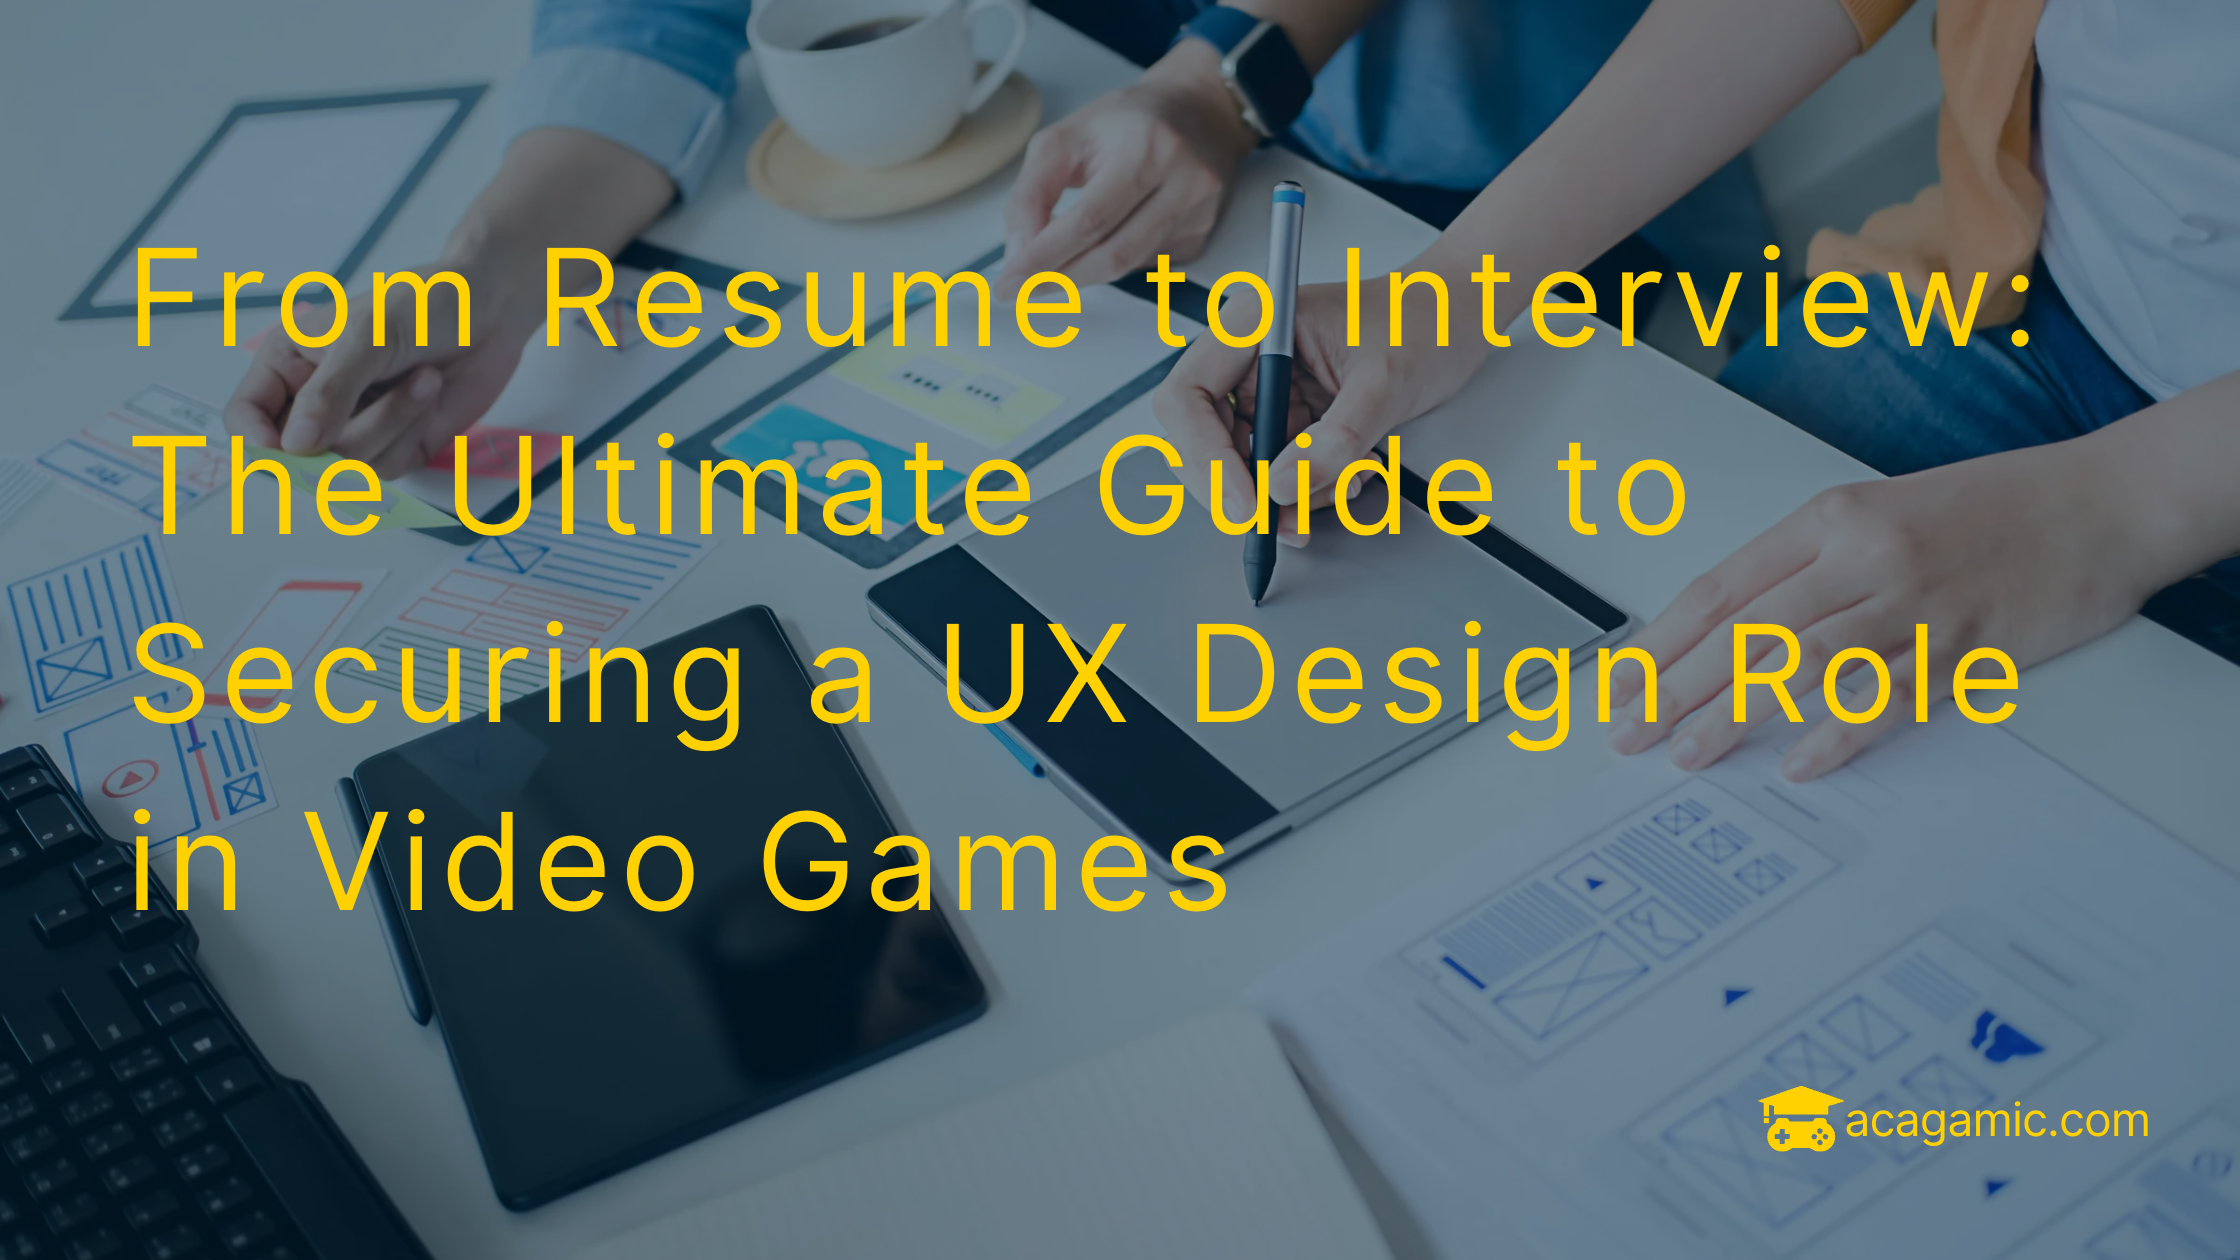 From Resume to Interview:
The Ultimate Guide to
Securing a UX Design Role
in Video Games
acagamic.com